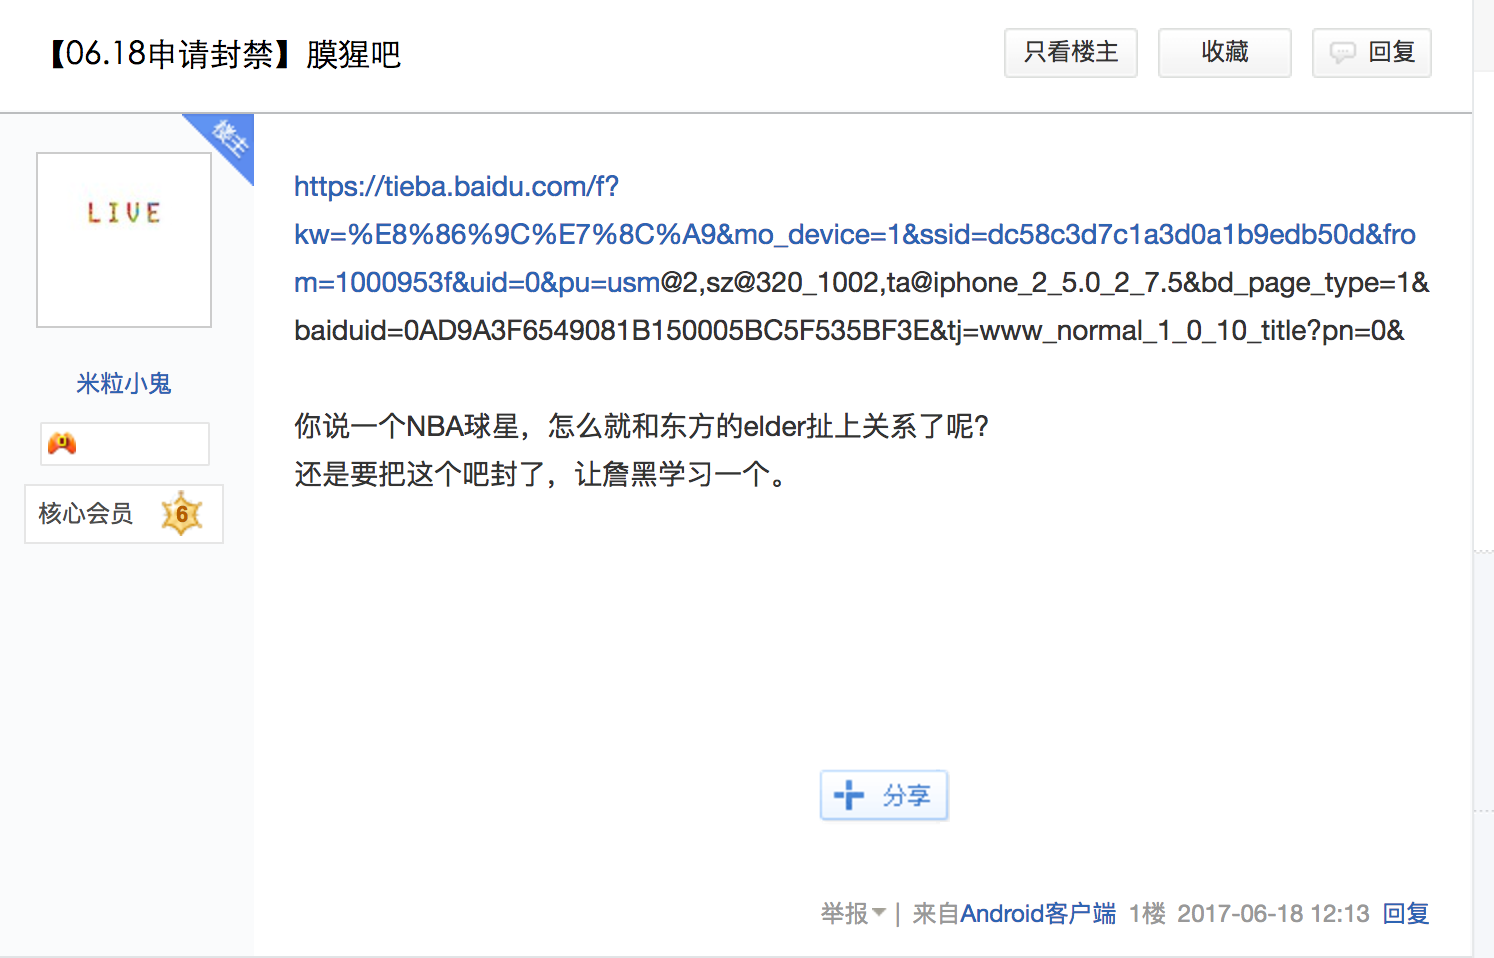 【06.18申请封禁】膜猩吧
只看楼主
收藏
回复
楼主
LIVE
米粒小鬼
核心会员 6
https://tieba.baidu.com/f?
kw=%E8%86%9C%E7%8C%A9&mo_device=1&ssid=dc58c3d7c1a3d0a1b9edb50d&fro
m=1000953f&uid=0&pu=usm@2,sz@320_1002,ta@iphone_2_5.0_2_7.5&bd_page_type=1&
baiduid=0AD9A3F6549081B150005BC5F535BF3E&tj=www_normal_1_0_10_title?pn=0&
你说一个NBA球星，怎么就和东方的elder扯上关系了呢？
还是要把这个吧封了，让詹黑学习一个。
分享
举报 | 来自Android客户端 1楼 2017-06-18 12:13 回复